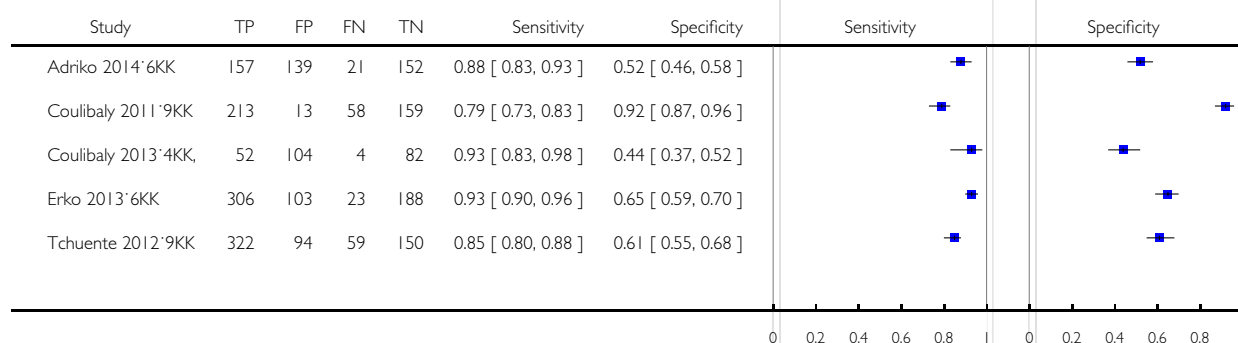 Study TP FP FN TN Sensitivity Specificity Sensitivity Specificity
Adriko 2014˙6KK 157 139 21 152 0.88 [ 0.83, 0.93 ] 0.52 [ 0.46, 0.58 ]
Coulibaly 2011˙9KK 213 13 58 159 0.79 [ 0.73, 0.83 ] 0.92 [ 0.87, 0.96 ]
Coulibaly 2013˙4KK, 52 104 4 82 0.93 [ 0.83, 0.98 ] 0.44 [ 0.37, 0.52 ]
Erko 2013˙6KK 306 103 23 188 0.93 [ 0.90, 0.96 ] 0.65 [ 0.59, 0.70 ]
Tchuente 2012˙9KK 322 94 59 150 0.85 [ 0.80, 0.88 ] 0.61 [ 0.55, 0.68 ]
0 0.2 0.4 0.6 0.8 1 0 0.2 0.4 0.6 0.8